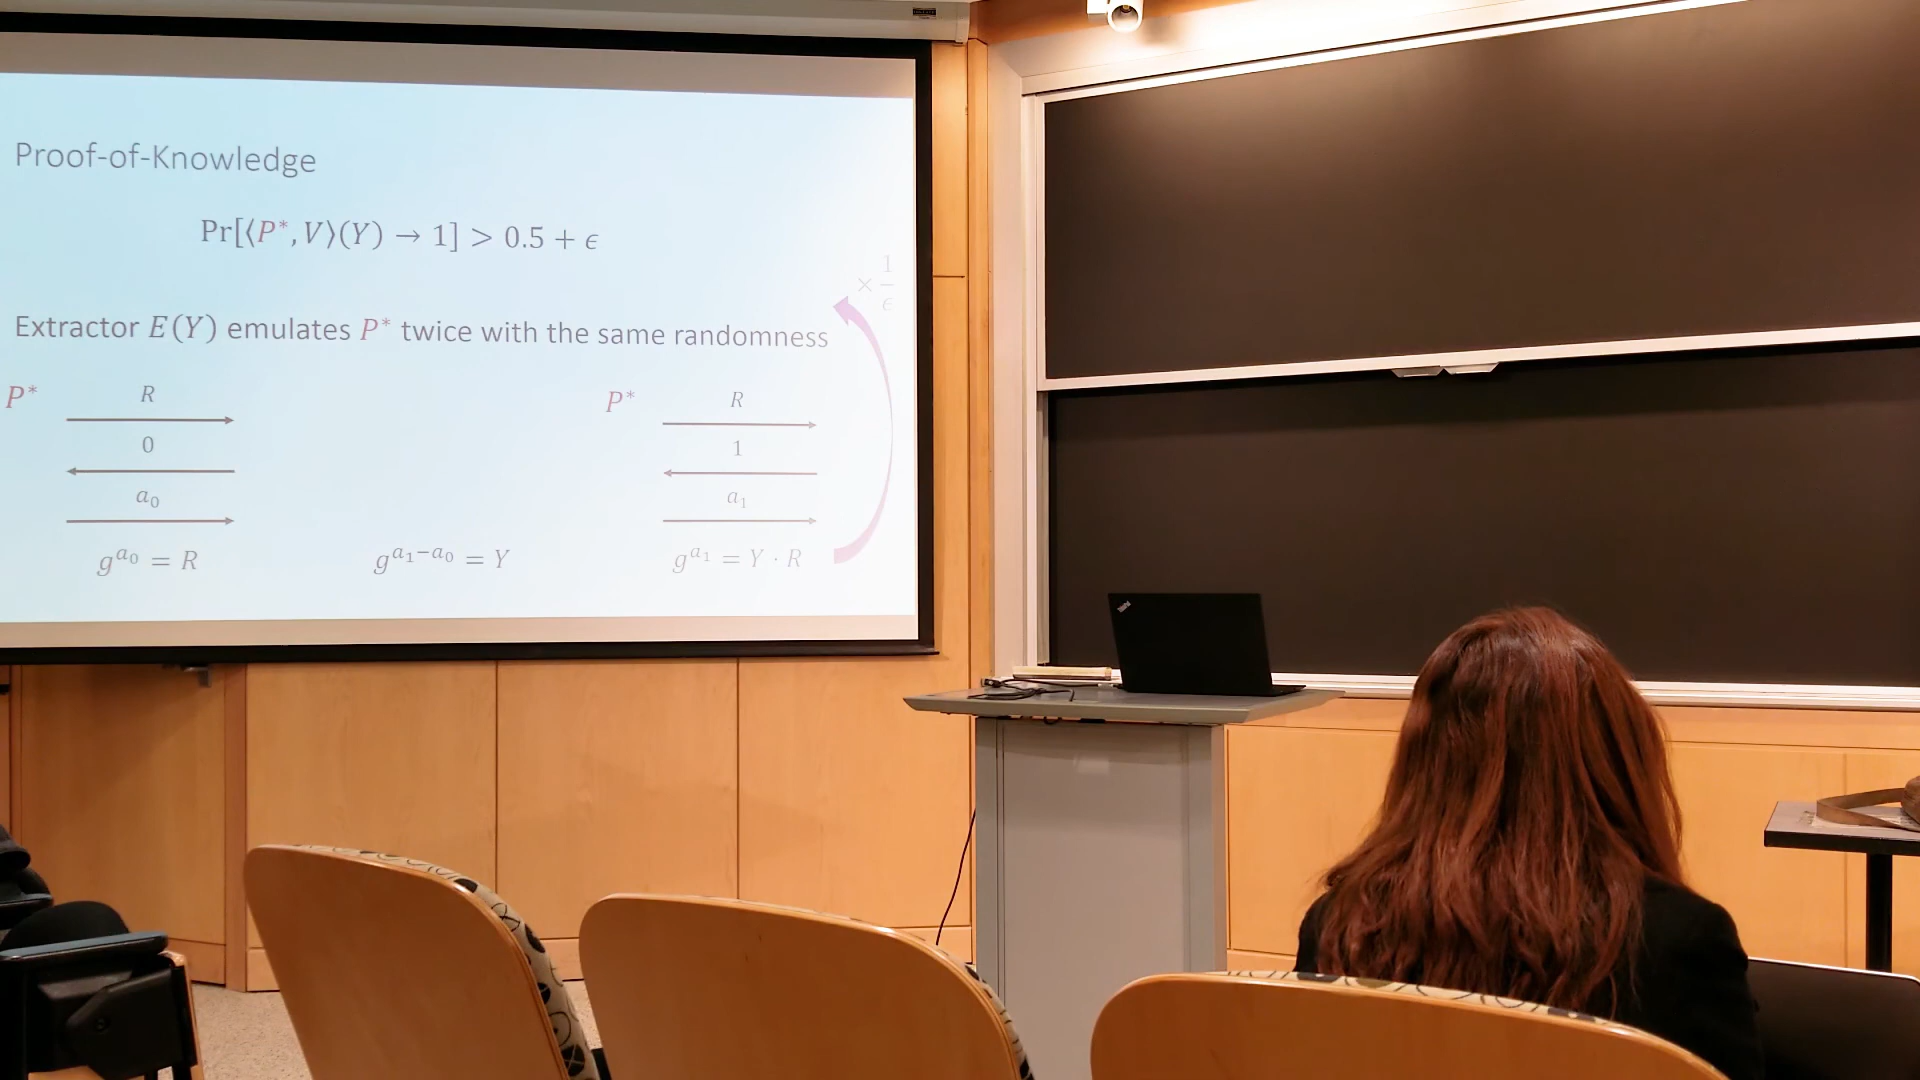 Proof-of-Knowledge
Pr[⟨P*, V⟩(Y) → 1] > 0.5 + ϵ
× 1/ϵ
Extractor E(Y) emulates P* twice with the same randomness
P* R P* R
0 1
a₀ a₁
g^{a₀} = R g^{a₁−a₀} = Y g^{a₁} = Y · R
ThinkPad